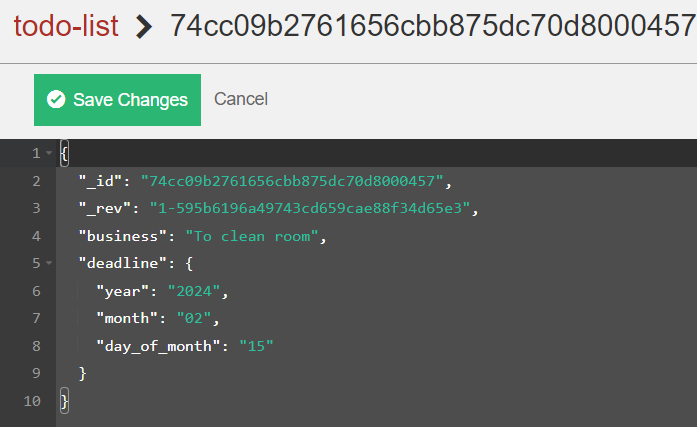 todo-list > 74cc09b2761656cbb875dc70d8000457
Save Changes Cancel
1 {
2 "_id": "74cc09b2761656cbb875dc70d8000457",
3 "_rev": "1-595b6196a49743cd659cae88f34d65e3",
4 "business": "To clean room",
5 "deadline": {
6 "year": "2024",
7 "month": "02",
8 "day_of_month": "15"
9 }
10 }